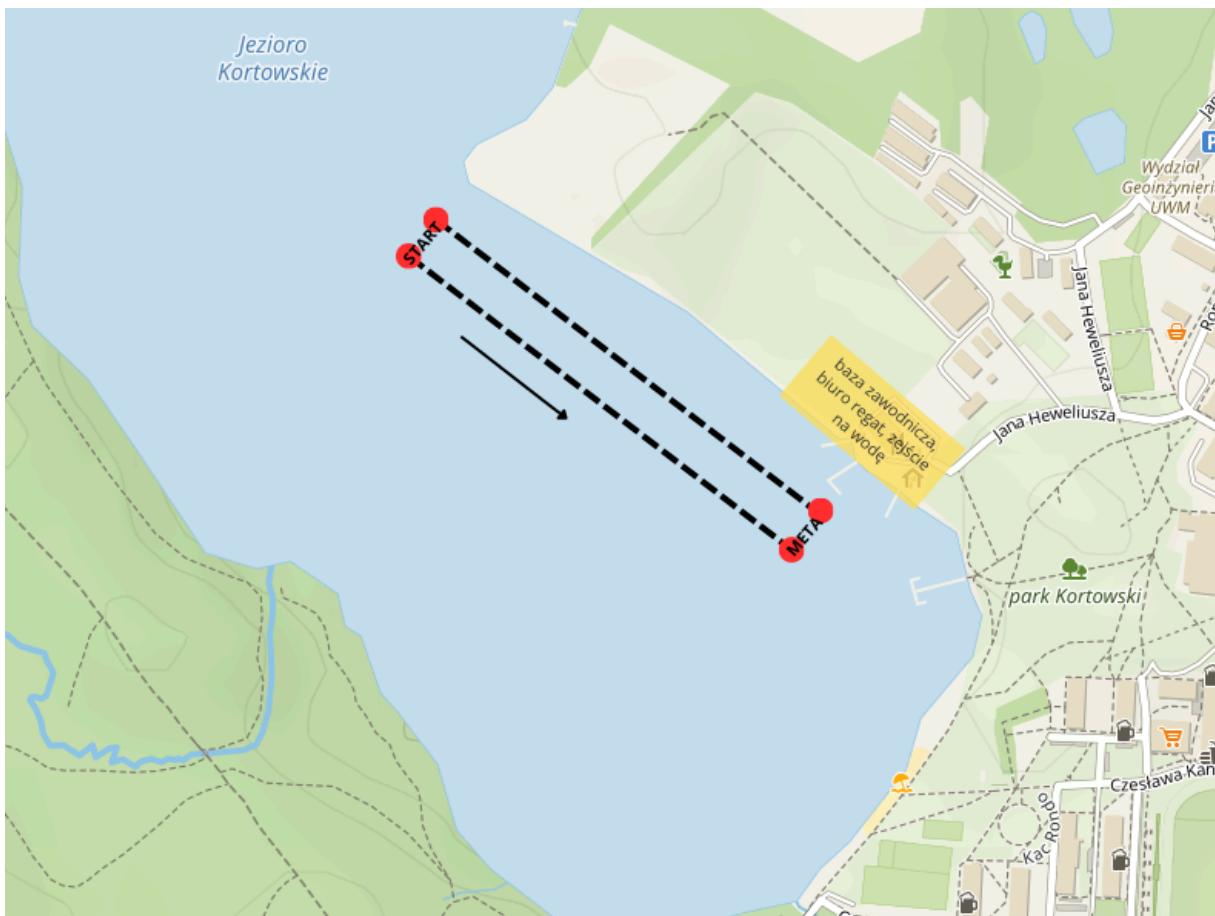 Jezioro
Kortowskie
START
META
baza zawodnicza,
biuro regat, zejście
na wodę
Jana Heweliusza
Jana Heweliusza
Wydział
Geoinżynieri
UWM
P
park Kortowski
Czesława Kan